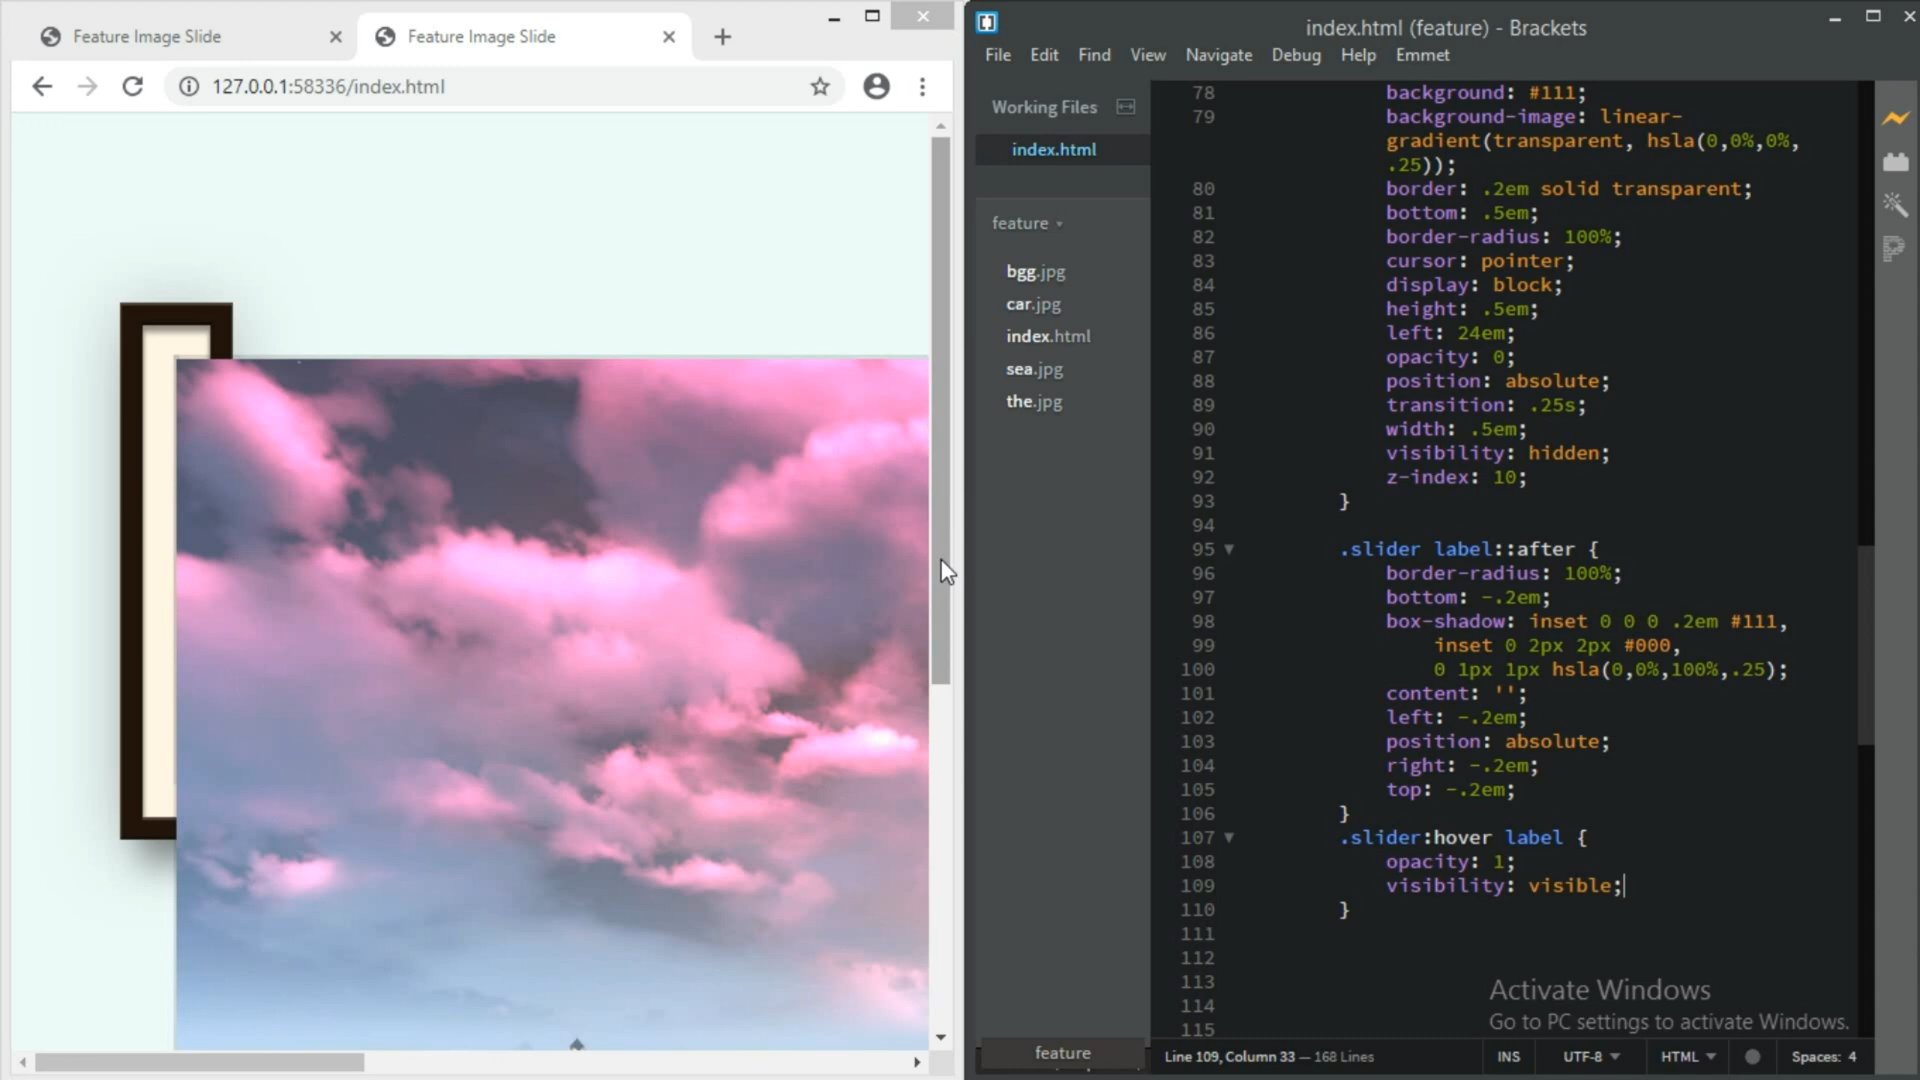 Feature Image Slide
Feature Image Slide
127.0.0.1:58336/index.html
index.html (feature) - Brackets
File Edit Find View Navigate Debug Help Emmet
Working Files
index.html
feature
bgg.jpg
car.jpg
index.html
sea.jpg
the.jpg
78 background: #111;
79 background-image: linear-
gradient(transparent, hsla(0,0%,0%,
.25));
80 border: .2em solid transparent;
81 bottom: .5em;
82 border-radius: 100%;
83 cursor: pointer;
84 display: block;
85 height: .5em;
86 left: 24em;
87 opacity: 0;
88 position: absolute;
89 transition: .25s;
90 width: .5em;
91 visibility: hidden;
92 z-index: 10;
93 }
94
95 .slider label::after {
96 border-radius: 100%;
97 bottom: -.2em;
98 box-shadow: inset 0 0 0 .2em #111,
99 inset 0 2px 2px #000,
100 0 1px 1px hsla(0,0%,100%,.25);
101 content: '';
102 left: -.2em;
103 position: absolute;
104 right: -.2em;
105 top: -.2em;
106 }
107 .slider:hover label {
108 opacity: 1;
109 visibility: visible;
110 }
111
112
113
114
115
Activate Windows
Go to PC settings to activate Windows.
feature
Line 109, Column 33 — 168 Lines
INS UTF-8 HTML Spaces: 4